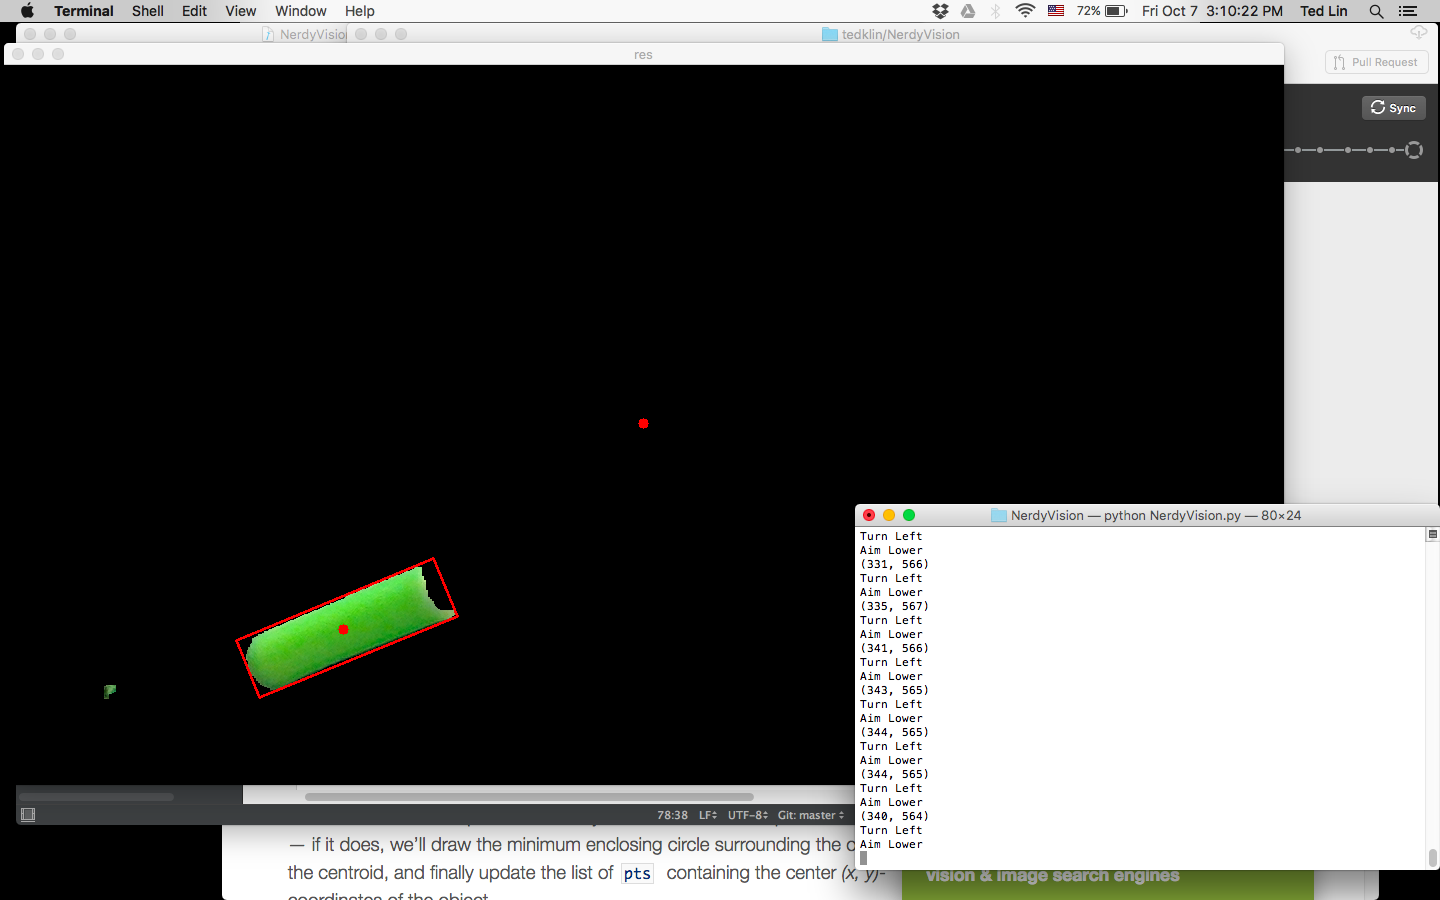 Terminal Shell Edit View Window Help 72% Fri Oct 7 3:10:22 PM Ted Lin
NerdyVisio
tedklin/NerdyVision
res
Pull Request
Sync
NerdyVision — python NerdyVision.py — 80×24
Turn Left
Aim Lower
(331, 566)
Turn Left
Aim Lower
(335, 567)
Turn Left
Aim Lower
(341, 566)
Turn Left
Aim Lower
(343, 565)
Turn Left
Aim Lower
(344, 565)
Turn Left
Aim Lower
(344, 565)
Turn Left
Aim Lower
(340, 564)
Turn Left
Aim Lower
78:38 LF UTF-8 Git: master
— if it does, we'll draw the minimum enclosing circle surrounding the
the centroid, and finally update the list of pts containing the center (x, y)-
coordinates of the object
vision & image search engines